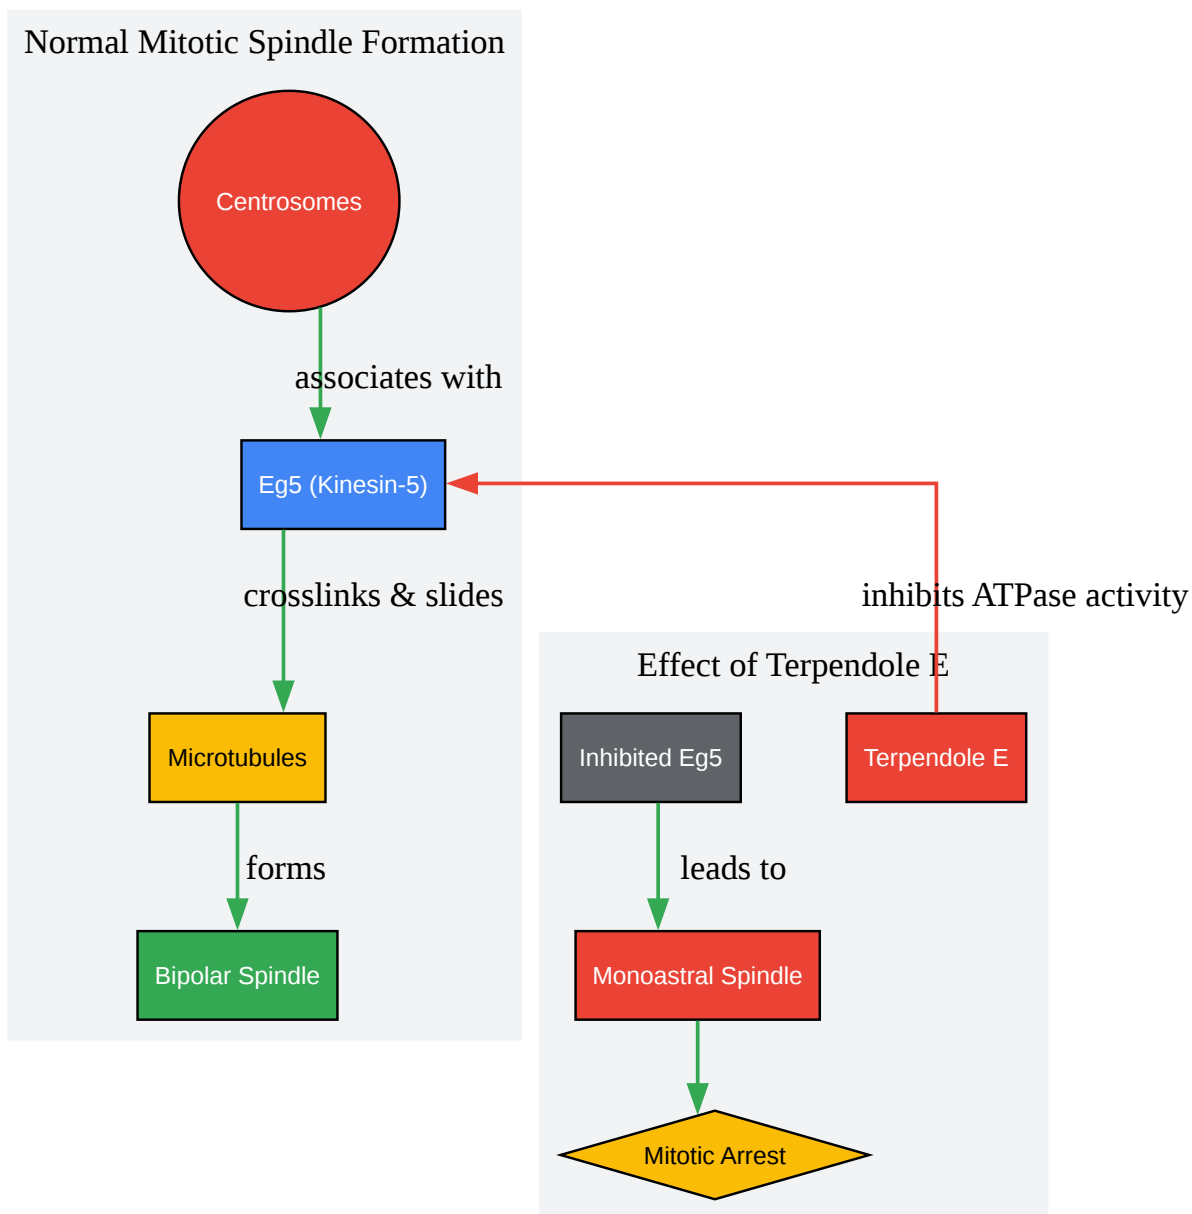 Normal Mitotic Spindle Formation
Centrosomes
associates with
Eg5 (Kinesin-5)
crosslinks & slides
inhibits ATPase activity
Effect of Terpendole E
Microtubules
Inhibited Eg5
Terpendole E
forms
leads to
Bipolar Spindle
Monoastral Spindle
Mitotic Arrest